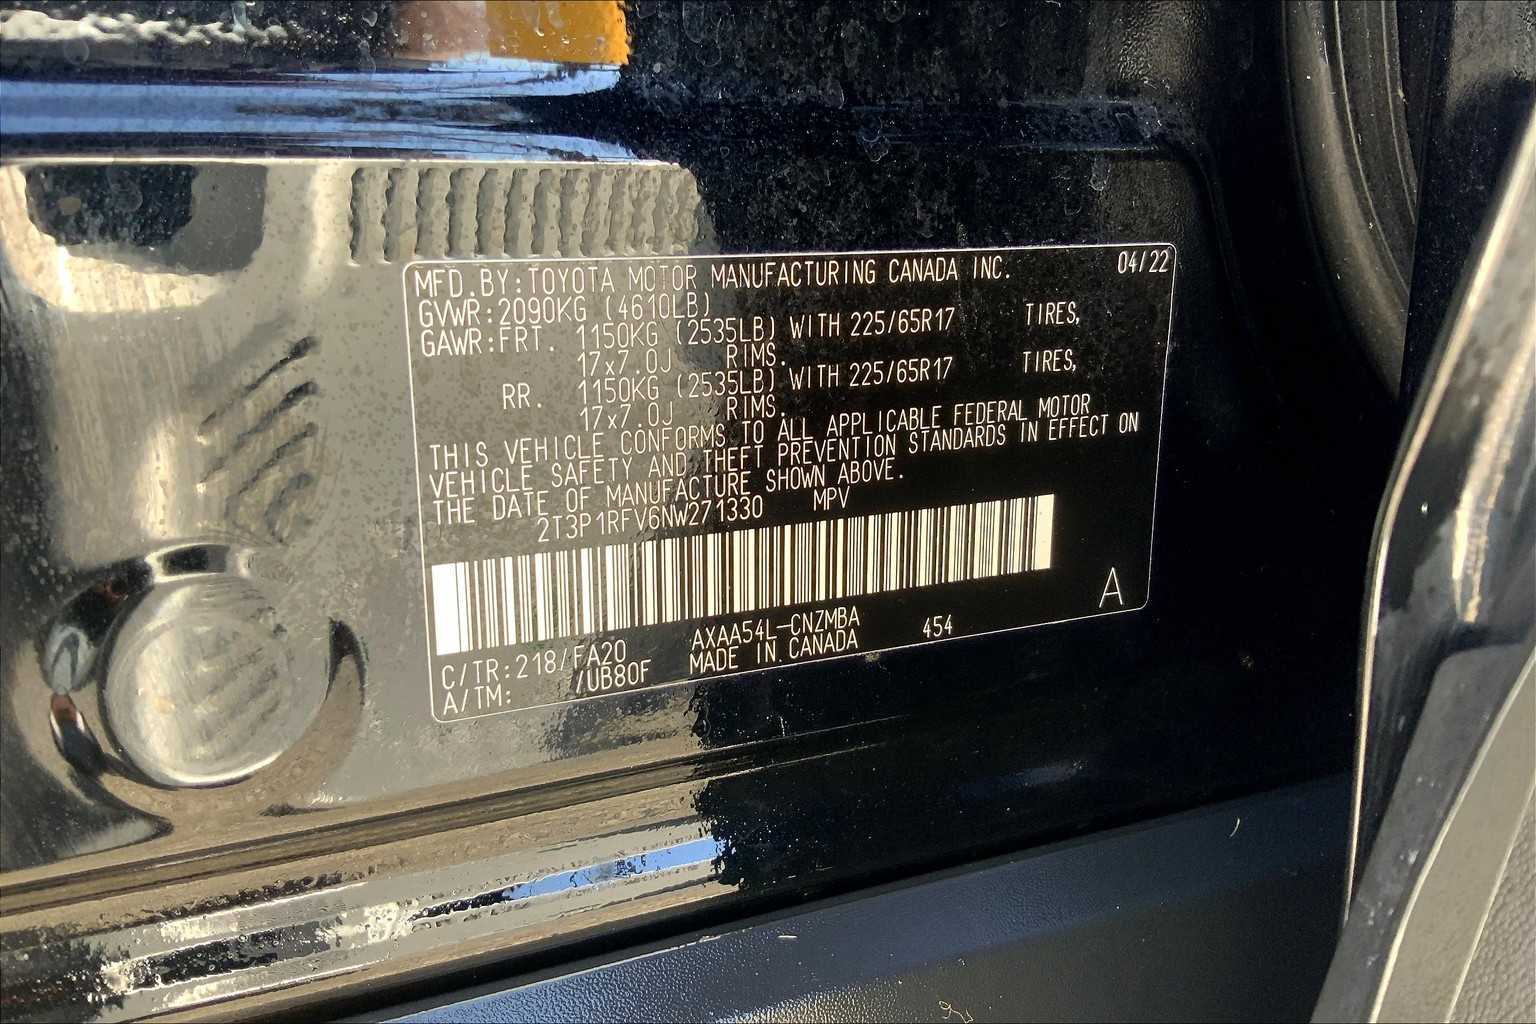 MFD.BY:TOYOTA MOTOR MANUFACTURING CANADA INC. 04/22
GVWR:2090KG (4610LB)
GAWR:FRT. 1150KG (2535LB) WITH 225/65R17 TIRES,
17x7.0J RIMS.
RR. 1150KG (2535LB) WITH 225/65R17 TIRES,
17x7.0J RIMS.
THIS VEHICLE CONFORMS TO ALL APPLICABLE FEDERAL MOTOR
VEHICLE SAFETY AND THEFT PREVENTION STANDARDS IN EFFECT ON
THE DATE OF MANUFACTURE SHOWN ABOVE.
2T3P1RFV6NW271330 MPV
A
C/TR:218/FA20 AXAA54L-CNZMBA 454
A/TM: /UB80F MADE IN CANADA